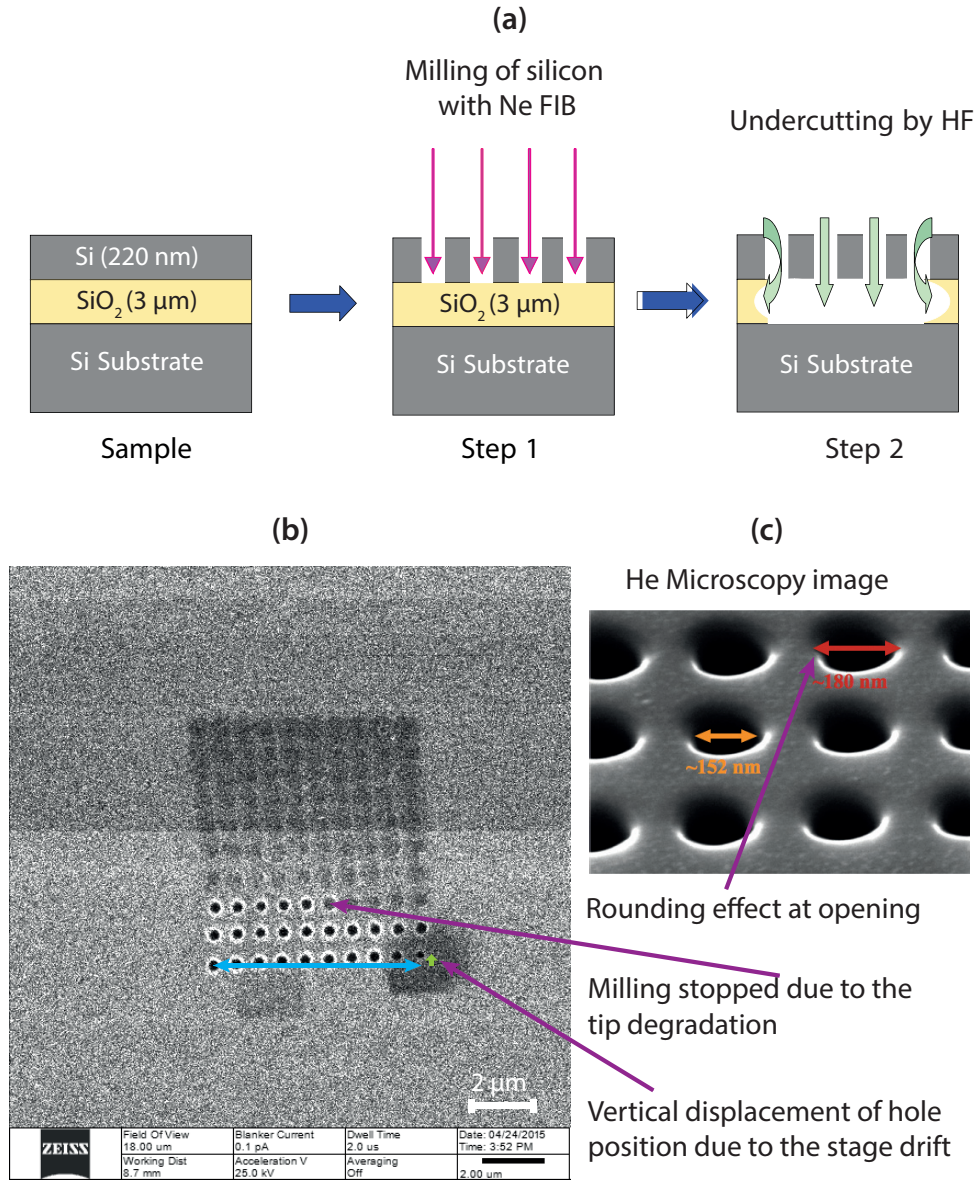 (a)
Milling of silicon
with Ne FIB
Undercutting by HF
Si (220 nm)
SiO2 (3 μm)
Si Substrate
SiO2 (3 μm)
Si Substrate
Si Substrate
Sample
Step 1
Step 2
(b)
(c)
He Microscopy image
~180 nm
~152 nm
Rounding effect at opening
Milling stopped due to the
tip degradation
Vertical displacement of hole
position due to the stage drift
2 μm
ZEISS
Field Of View
18.00 um
Blanker Current
0.1 pA
Dwell Time
2.0 us
Date: 04/24/2015
Time: 3:52 PM
Working Dist
8.7 mm
Acceleration V
25.0 kV
Averaging
Off
2.00 um